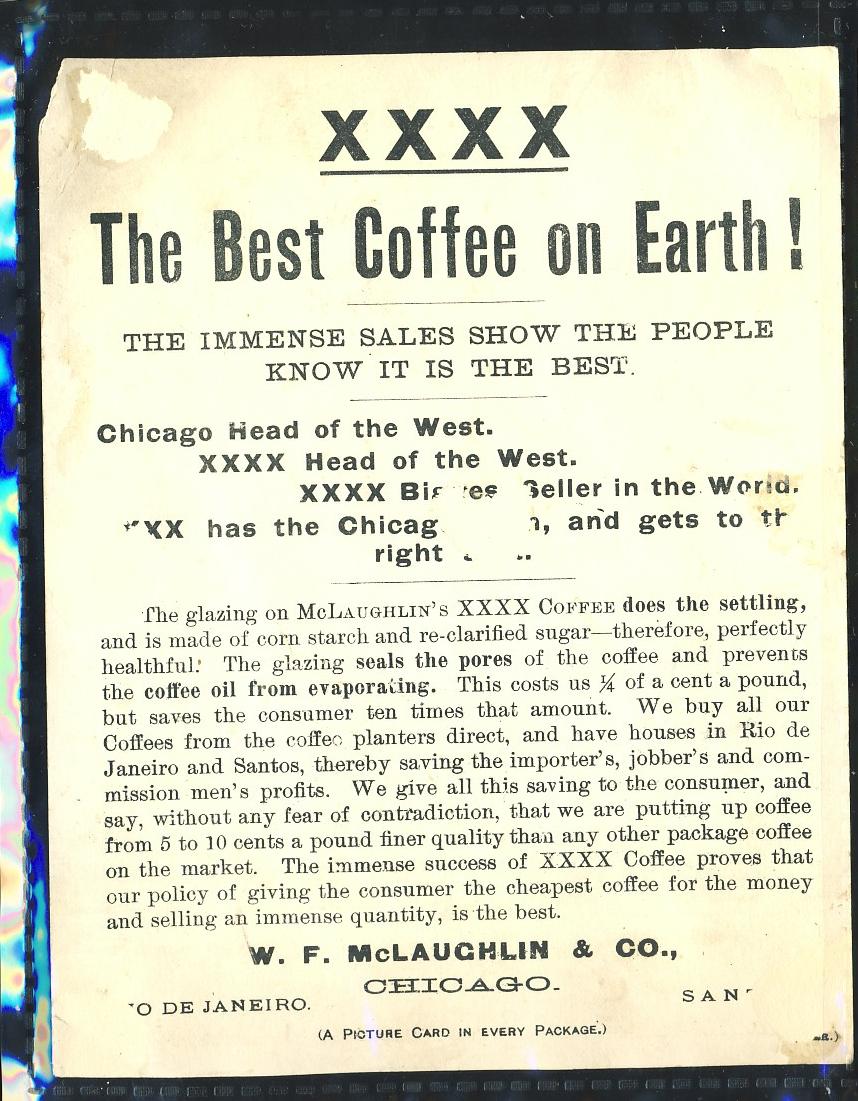 XXXX
The Best Coffee on Earth!
THE IMMENSE SALES SHOW THE PEOPLE
KNOW IT IS THE BEST.
Chicago Head of the West.
XXXX Head of the West.
XXXX Seller in the World.
XX has the and gets to
right
The glazing on McLAUGHLIN'S XXXX COFFEE does the settling,
and is made of corn starch and re-clarified sugar—therefore, perfectly
healthful. The glazing seals the pores of the coffee and prevents
the coffee oil from evaporating. This costs us ¼ of a cent a pound,
but saves the consumer ten times that amount. We buy all our
Coffees from the coffee planters direct, and have houses in Rio de
Janeiro and Santos, thereby saving the importer's, jobber's and com-
mission men's profits. We give all this saving to the consumer, and
say, without any fear of contradiction, that we are putting up coffee
from 5 to 10 cents a pound finer quality than any other package coffee
on the market. The immense success of XXXX Coffee proves that
our policy of giving the consumer the cheapest coffee for the money
and selling an immense quantity, is the best.
W. F. McLAUGHLIN & CO.,
CHICAGO.
DE JANEIRO. SAN
(A PICTURE CARD IN EVERY PACKAGE.)